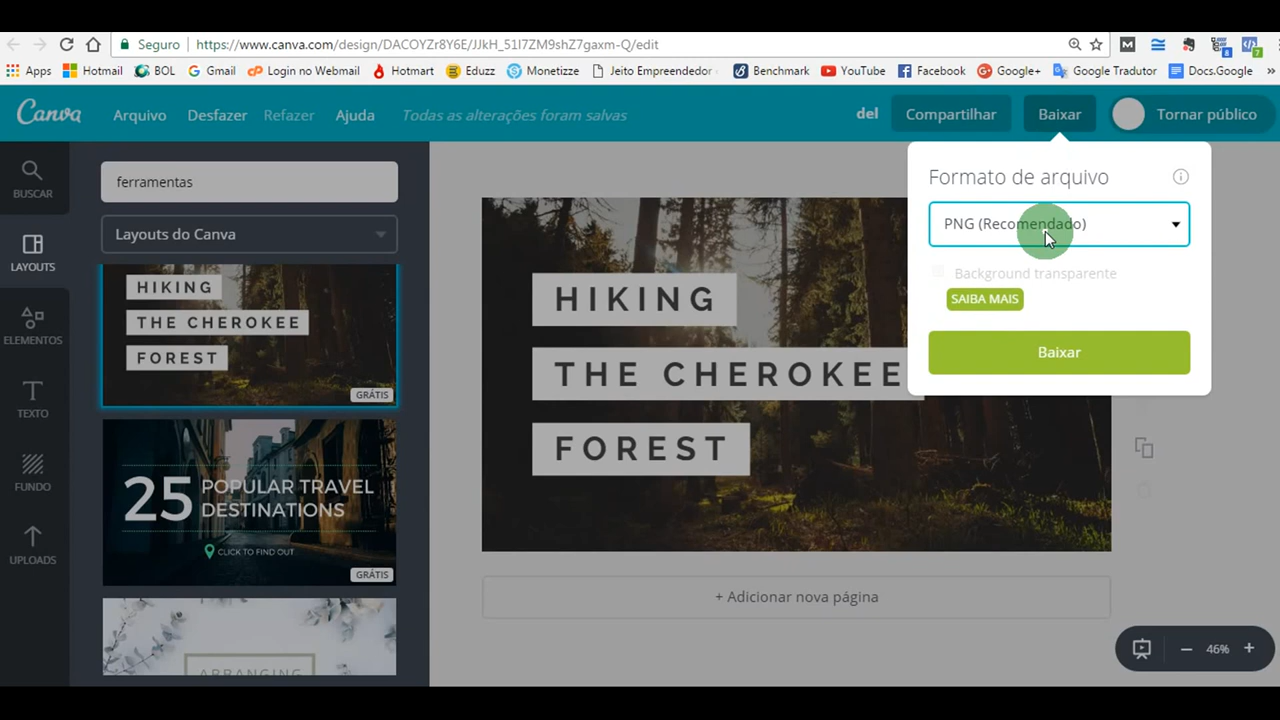 Seguro https://www.canva.com/design/DACOYZr8Y6E/JJkH_51I7ZM9shZ7gaxm-Q/edit
Apps Hotmail BOL Gmail Login no Webmail Hotmart Eduzz Monetizze Jeito Empreendedor Benchmark YouTube Facebook Google+ Google Tradutor Docs.Google »
Canva Arquivo Desfazer Refazer Ajuda Todas as alterações foram salvas del Compartilhar Baixar Tornar público
BUSCAR
LAYOUTS
ELEMENTOS
TEXTO
FUNDO
UPLOADS
ferramentas
Layouts do Canva
HIKING
THE CHEROKEE
FOREST
GRÁTIS
25 POPULAR TRAVEL
DESTINATIONS
CLICK TO FIND OUT
GRÁTIS
ARRANGING
HIKING
THE CHEROKEE
FOREST
+ Adicionar nova página
Formato de arquivo
PNG (Recomendado)
Background transparente
SAIBA MAIS
Baixar
46%